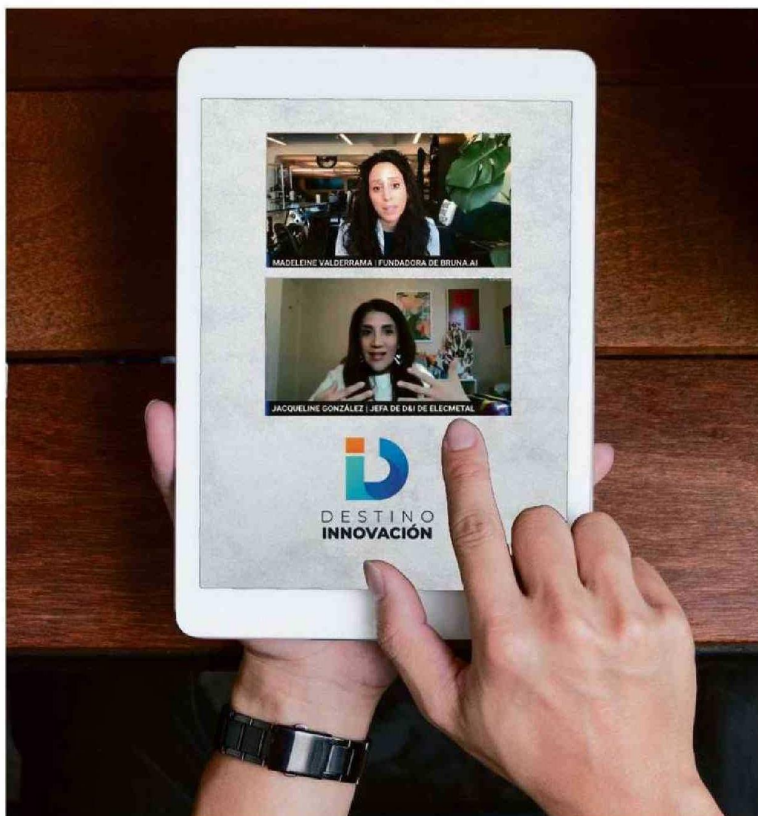 MADELEINE VALDERRAMA | FUNDADORA DE BRUNA.AI
JACQUELINE GONZÁLEZ | JEFA DE D&I DE ELECMETAL
DESTINO
INNOVACIÓN